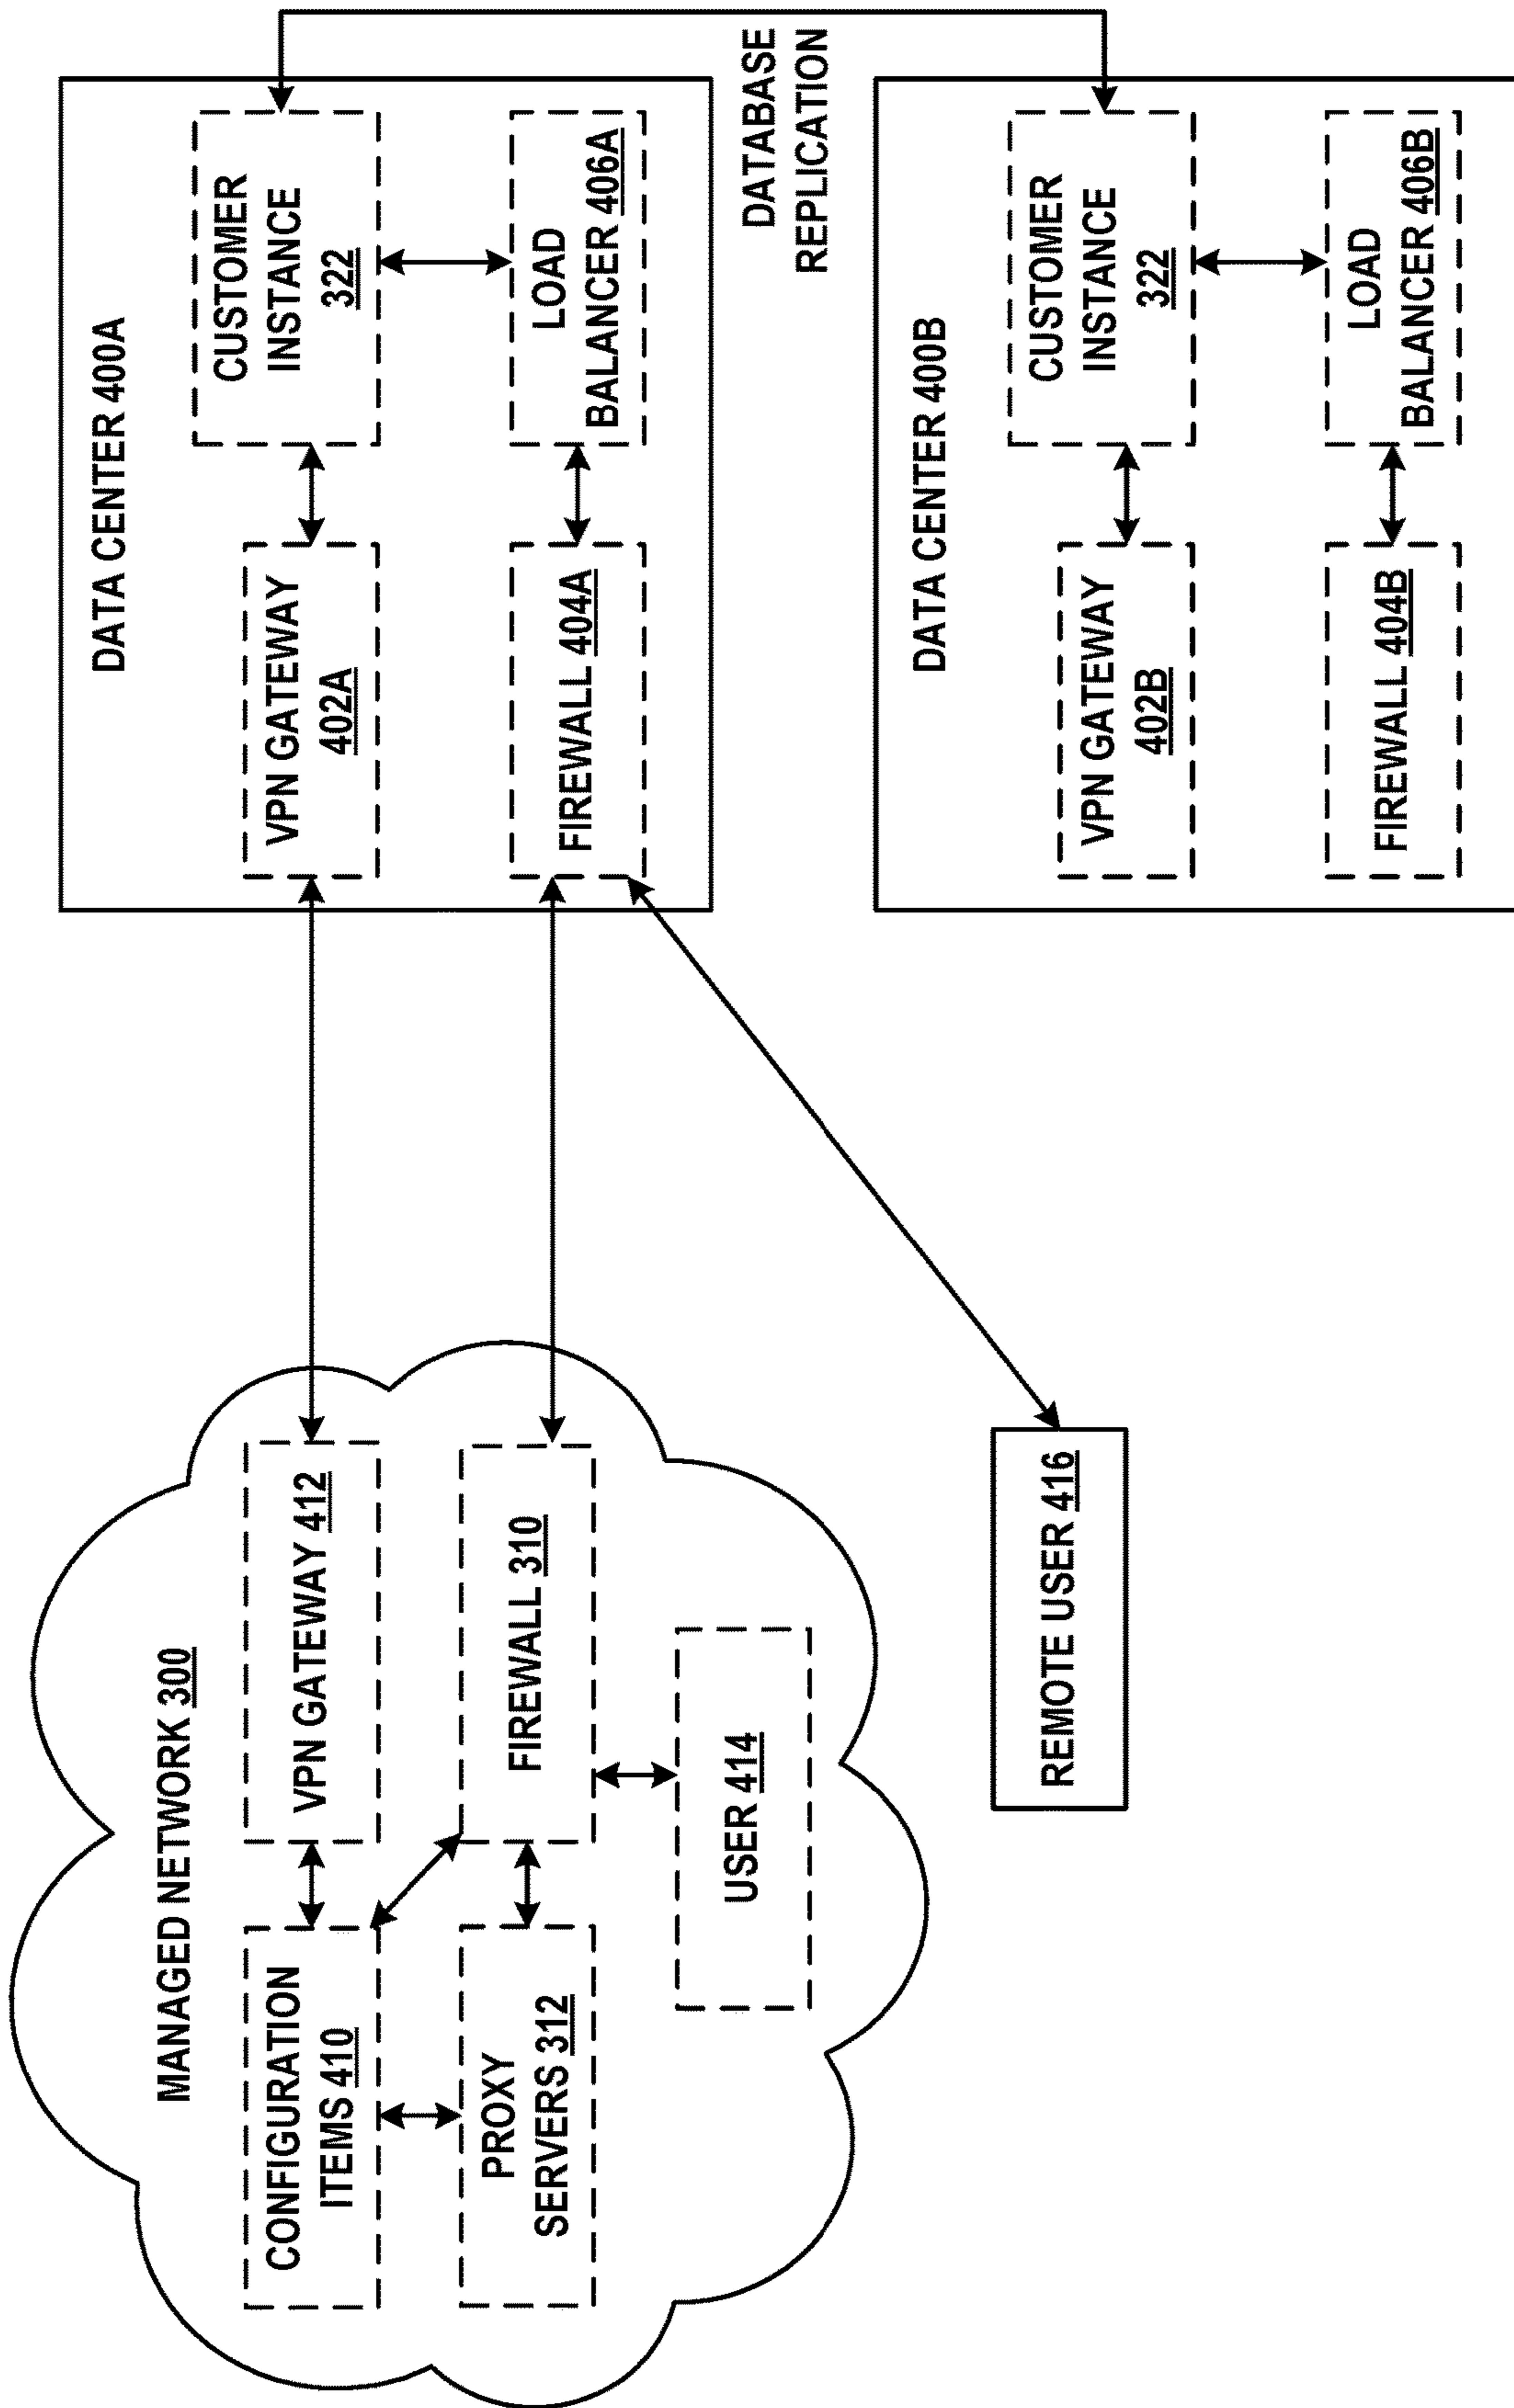 MANAGED NETWORK 300
CONFIGURATION
ITEMS 410
VPN GATEWAY 412
PROXY
SERVERS 312
FIREWALL 310
USER 414
REMOTE USER 416
DATA CENTER 400A
VPN GATEWAY
402A
CUSTOMER
INSTANCE
322
FIREWALL 404A
LOAD
BALANCER 406A
DATABASE
REPLICATION
DATA CENTER 400B
VPN GATEWAY
402B
CUSTOMER
INSTANCE
322
FIREWALL 404B
LOAD
BALANCER 406B